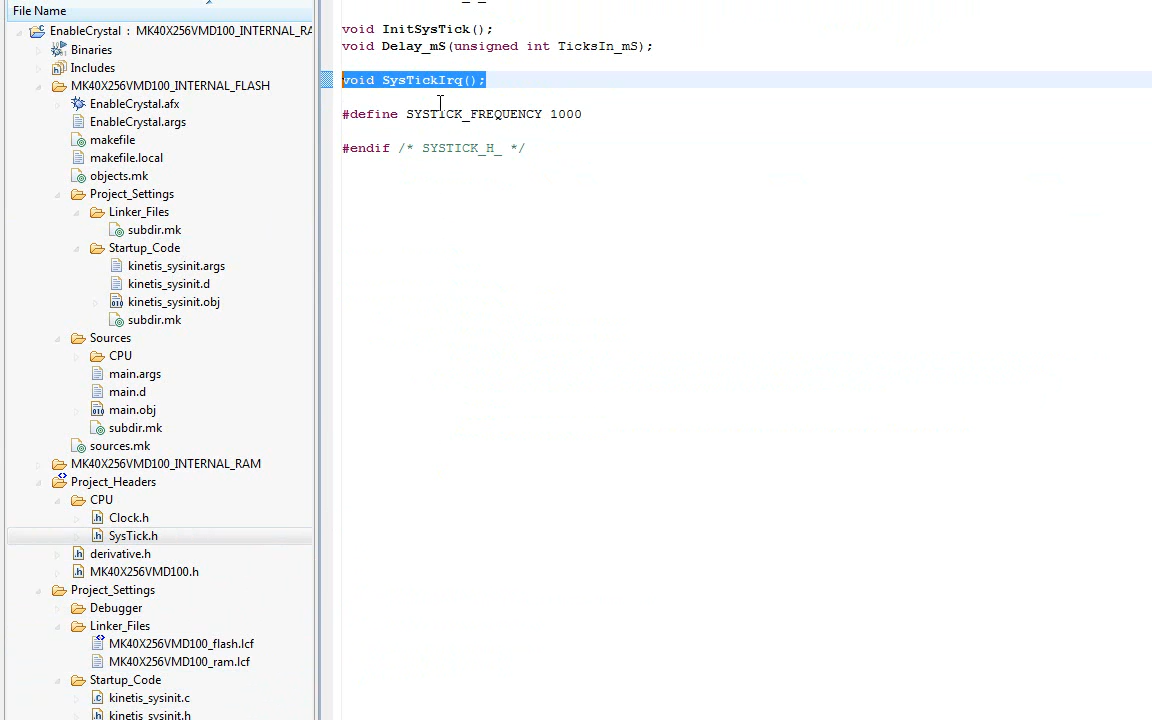 File Name
EnableCrystal : MK40X256VMD100_INTERNAL_RA
Binaries
Includes
MK40X256VMD100_INTERNAL_FLASH
EnableCrystal.afx
EnableCrystal.args
makefile
makefile.local
objects.mk
Project_Settings
Linker_Files
subdir.mk
Startup_Code
kinetis_sysinit.args
kinetis_sysinit.d
kinetis_sysinit.obj
subdir.mk
Sources
CPU
main.args
main.d
main.obj
subdir.mk
sources.mk
MK40X256VMD100_INTERNAL_RAM
Project_Headers
CPU
Clock.h
SysTick.h
derivative.h
MK40X256VMD100.h
Project_Settings
Debugger
Linker_Files
MK40X256VMD100_flash.lcf
MK40X256VMD100_ram.lcf
Startup_Code
kinetis_sysinit.c
kinetis_sysinit.h
void InitSysTick();
void Delay_mS(unsigned int TicksIn_mS);
void SysTickIrq();
#define SYSTICK_FREQUENCY 1000
#endif /* SYSTICK_H_ */